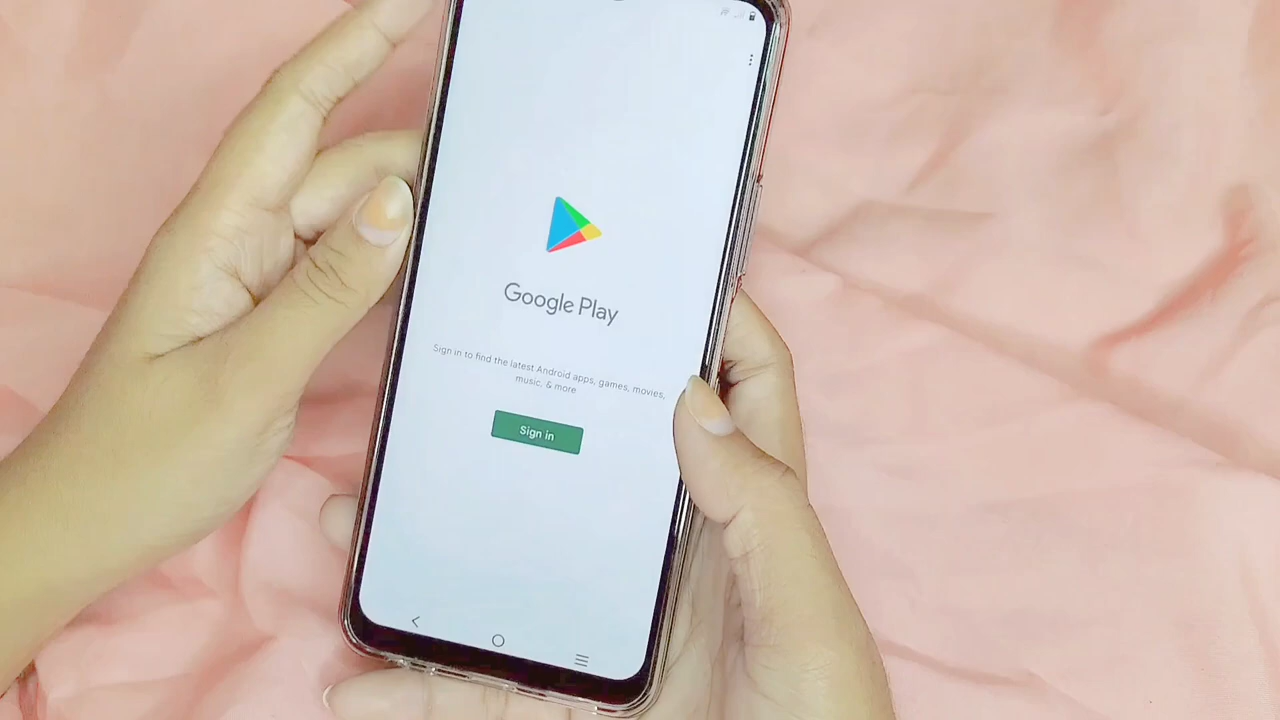 Google Play
Sign in to find the latest Android apps, games, movies,
music, & more
Sign in